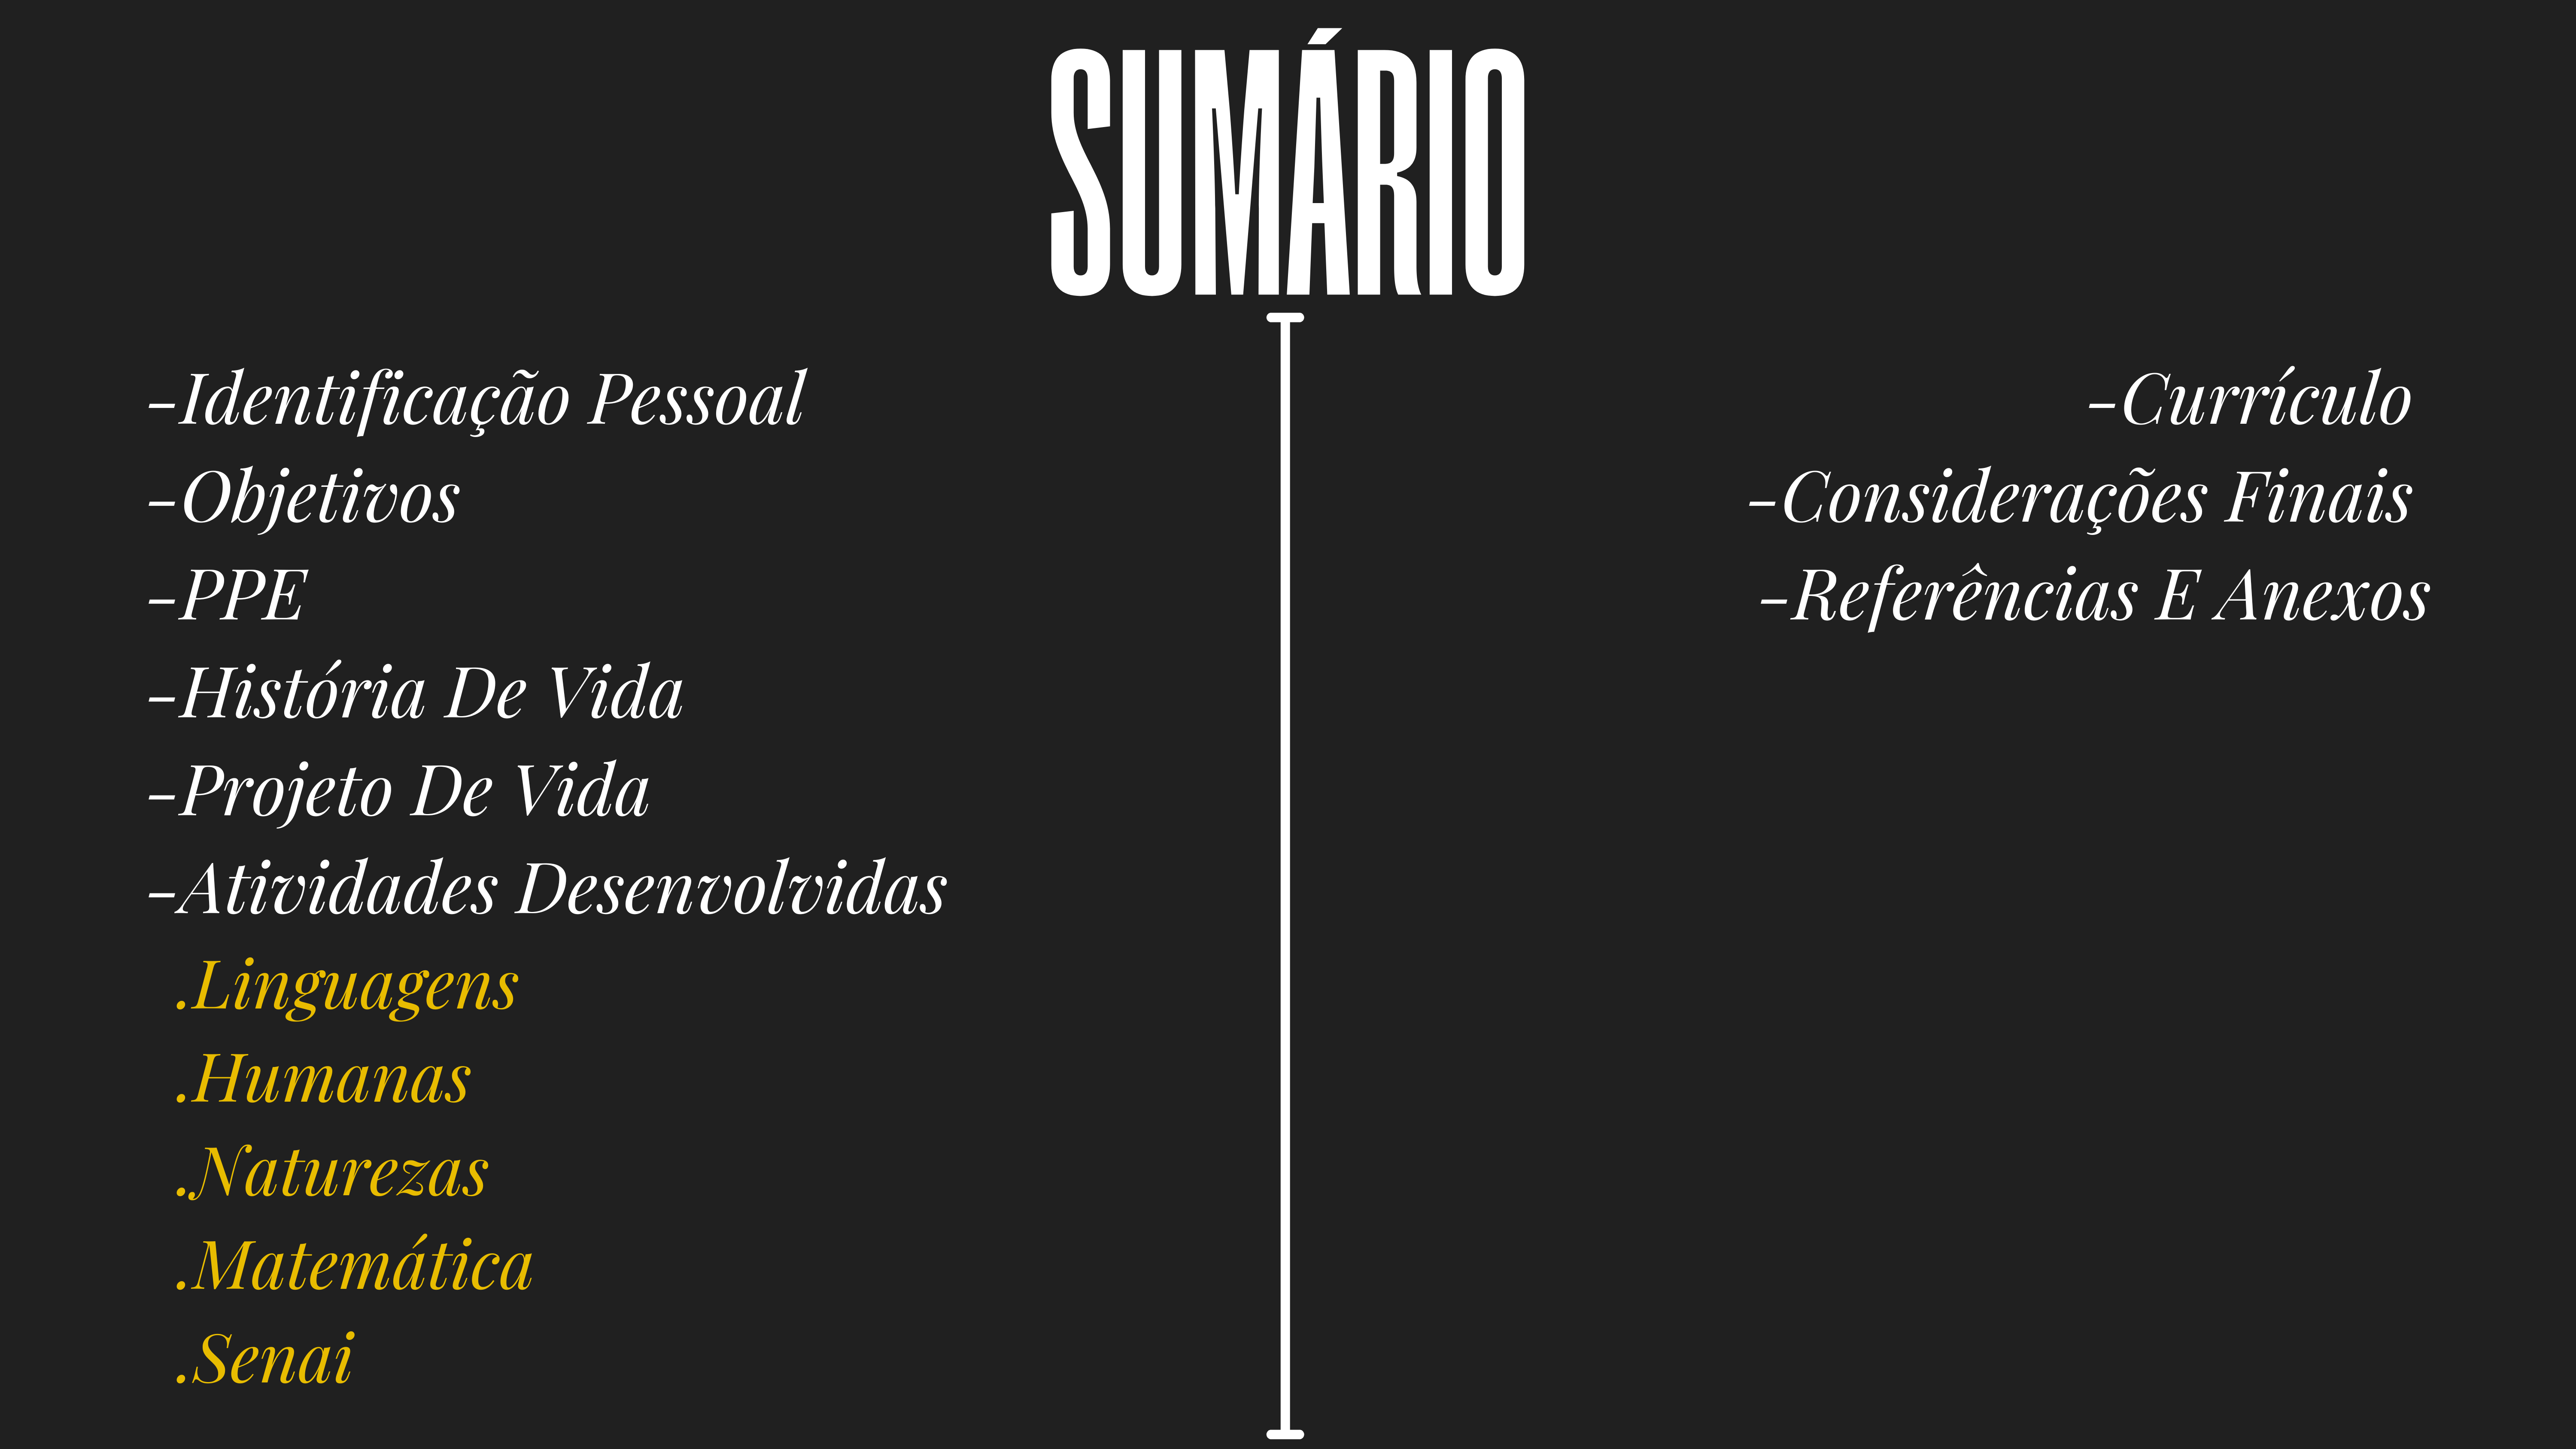 SUMÁRIO
-Identificação Pessoal
-Objetivos
-PPE
-História De Vida
-Projeto De Vida
-Atividades Desenvolvidas
.Linguagens
.Humanas
.Naturezas
.Matemática
.Senai
-Currículo
-Considerações Finais
-Referências E Anexos